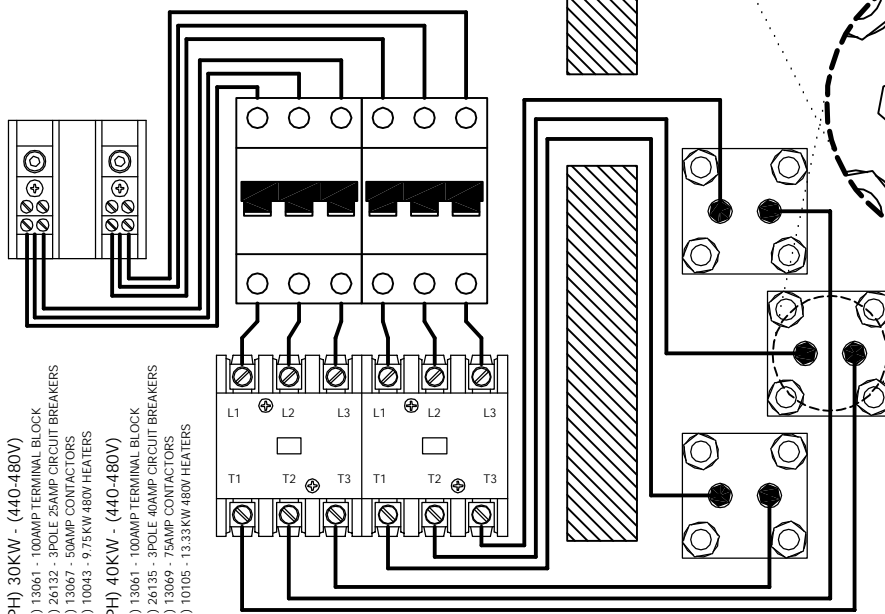 L1 L2 L3 L1 L2 L3
T1 T2 T3 T1 T2 T3
PH) 30KW - (440-480V)
) 13061 - 100AMP TERMINAL BLOCK
) 26132 - 3POLE 25AMP CIRCUIT BREAKERS
) 13067 - 50AMP CONTACTORS
) 10043 - 9.75KW 480V HEATERS
PH) 40KW - (440-480V)
) 13061 - 100AMP TERMINAL BLOCK
) 26135 - 3POLE 40AMP CIRCUIT BREAKERS
) 13069 - 75AMP CONTACTORS
) 10105 - 13.33KW 480V HEATERS